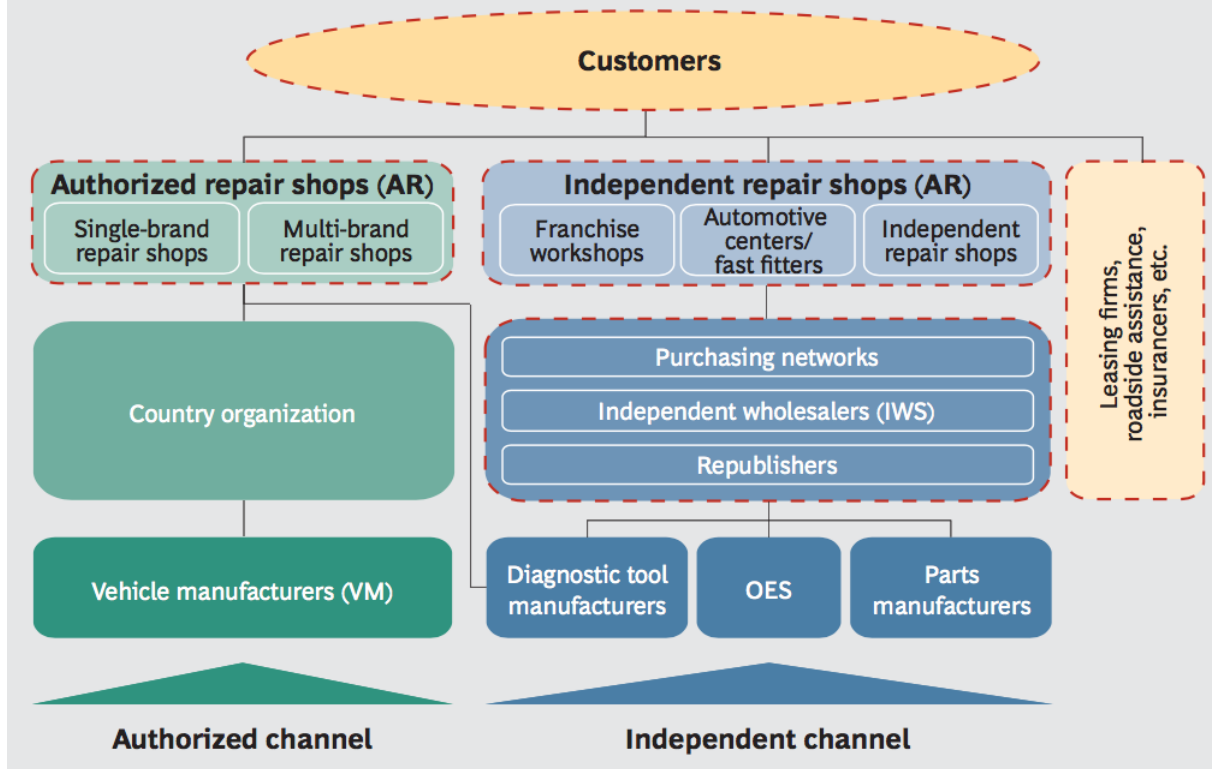 Customers
Authorized repair shops (AR)
Single-brand
repair shops
Multi-brand
repair shops
Independent repair shops (AR)
Franchise
workshops
Automotive
centers/
fast fitters
Independent
repair shops
Leasing firms,
roadside assistance,
insurancers, etc..
Country organization
Purchasing networks
Independent wholesalers (IWS)
Republishers
Vehicle manufacturers (VM)
Diagnostic tool
manufacturers
OES
Parts
manufacturers
Authorized channel
Independent channel